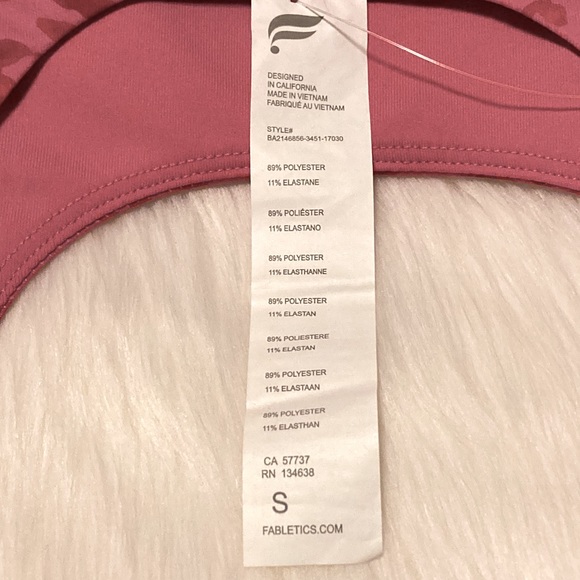 DESIGNED
IN CALIFORNIA
MADE IN VIETNAM
FABRIQUÉ AU VIETNAM
STYLE#
BA2146856-3451-17030
89% POLYESTER
11% ELASTANE
89% POLIÉSTER
11% ELASTANO
89% POLYESTER
11% ELASTHANNE
89% POLYESTER
11% ELASTAN
89% POLIESTERE
11% ELASTAN
89% POLYESTER
11% ELASTAAN
89% POLYESTER
11% ELASTHAN
CA 57737
RN 134638
S
FABLETICS.COM